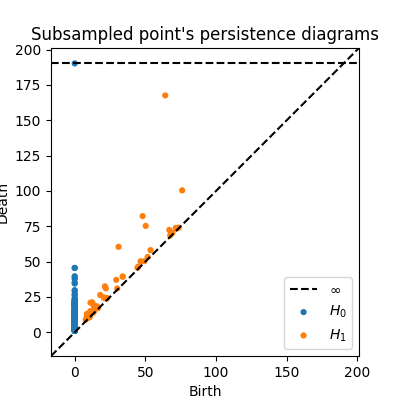 Subsampled point's persistence diagrams
200
175
150
125
100
75
50
25
0
Death
∞
H₀
H₁
0 50 100 150 200
Birth